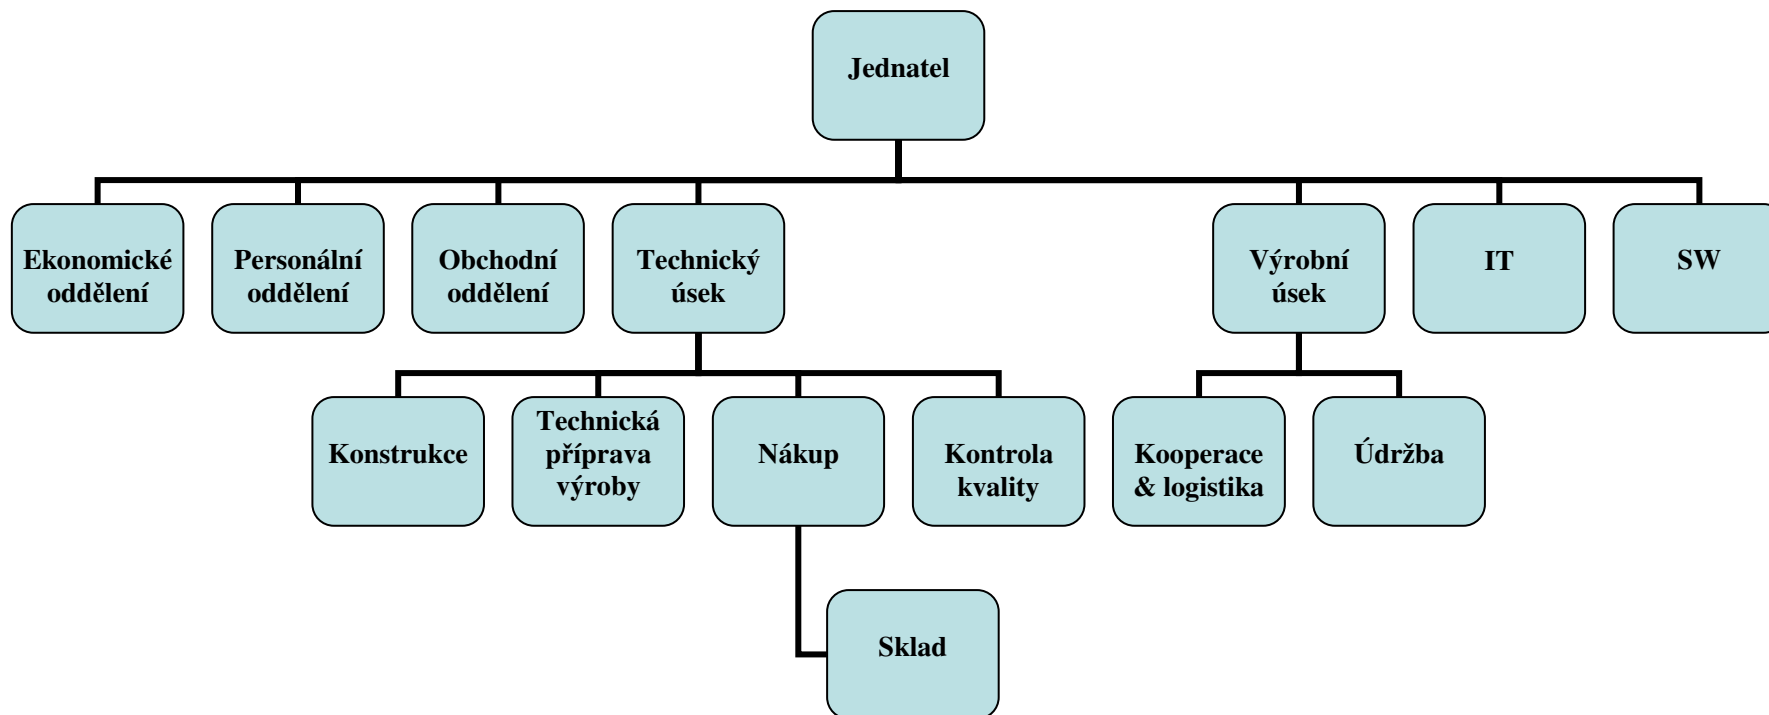 Jednatel
Ekonomické
oddělení
Personální
oddělení
Obchodní
oddělení
Technický
úsek
Výrobní
úsek
IT
SW
Konstrukce
Technická
příprava
výroby
Nákup
Kontrola
kvality
Kooperace
& logistika
Údržba
Sklad